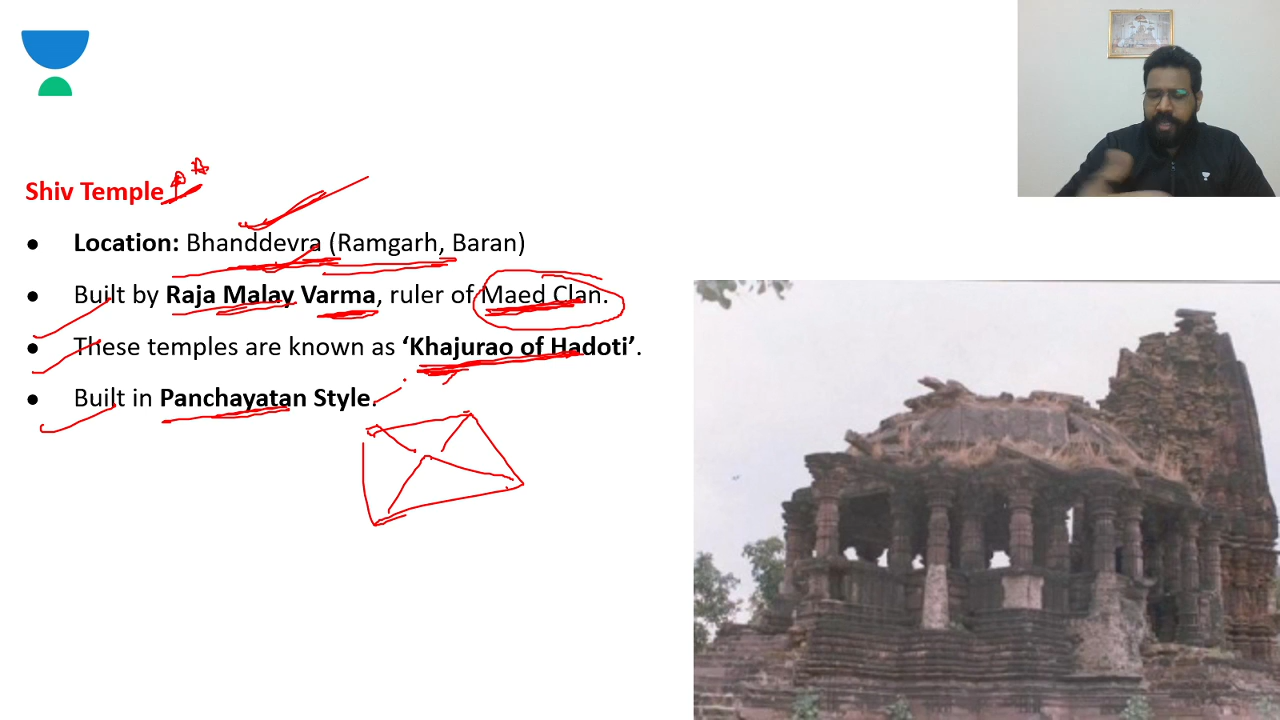 Shiv Temple
● Location: Bhanddevra (Ramgarh, Baran)
● Built by Raja Malay Varma, ruler of Maed Clan.
● These temples are known as ‘Khajurao of Hadoti’.
● Built in Panchayatan Style.